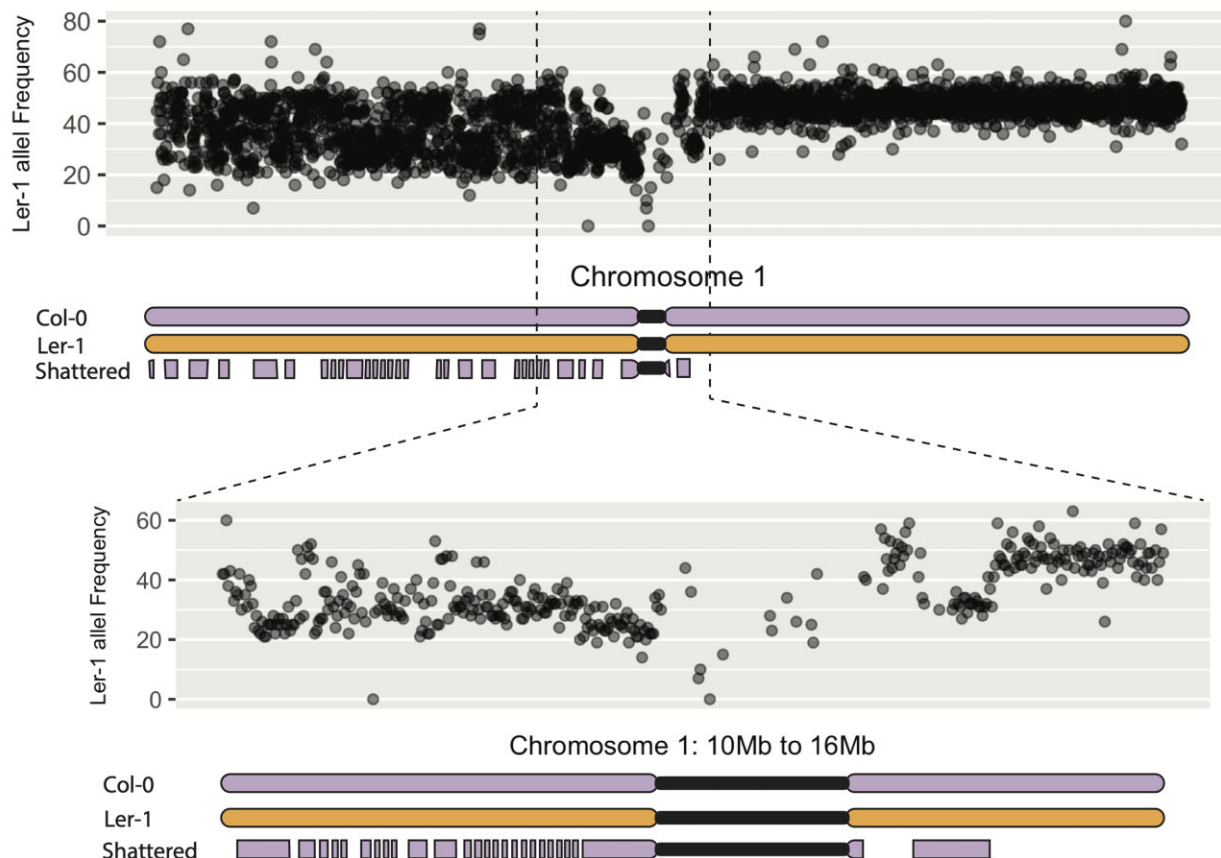 Ler-1 allel Frequency
80
60
40
20
0
Chromosome 1
Col-0
Ler-1
Shattered
Ler-1 allel Frequency
60
40
20
0
Chromosome 1: 10Mb to 16Mb
Col-0
Ler-1
Shattered